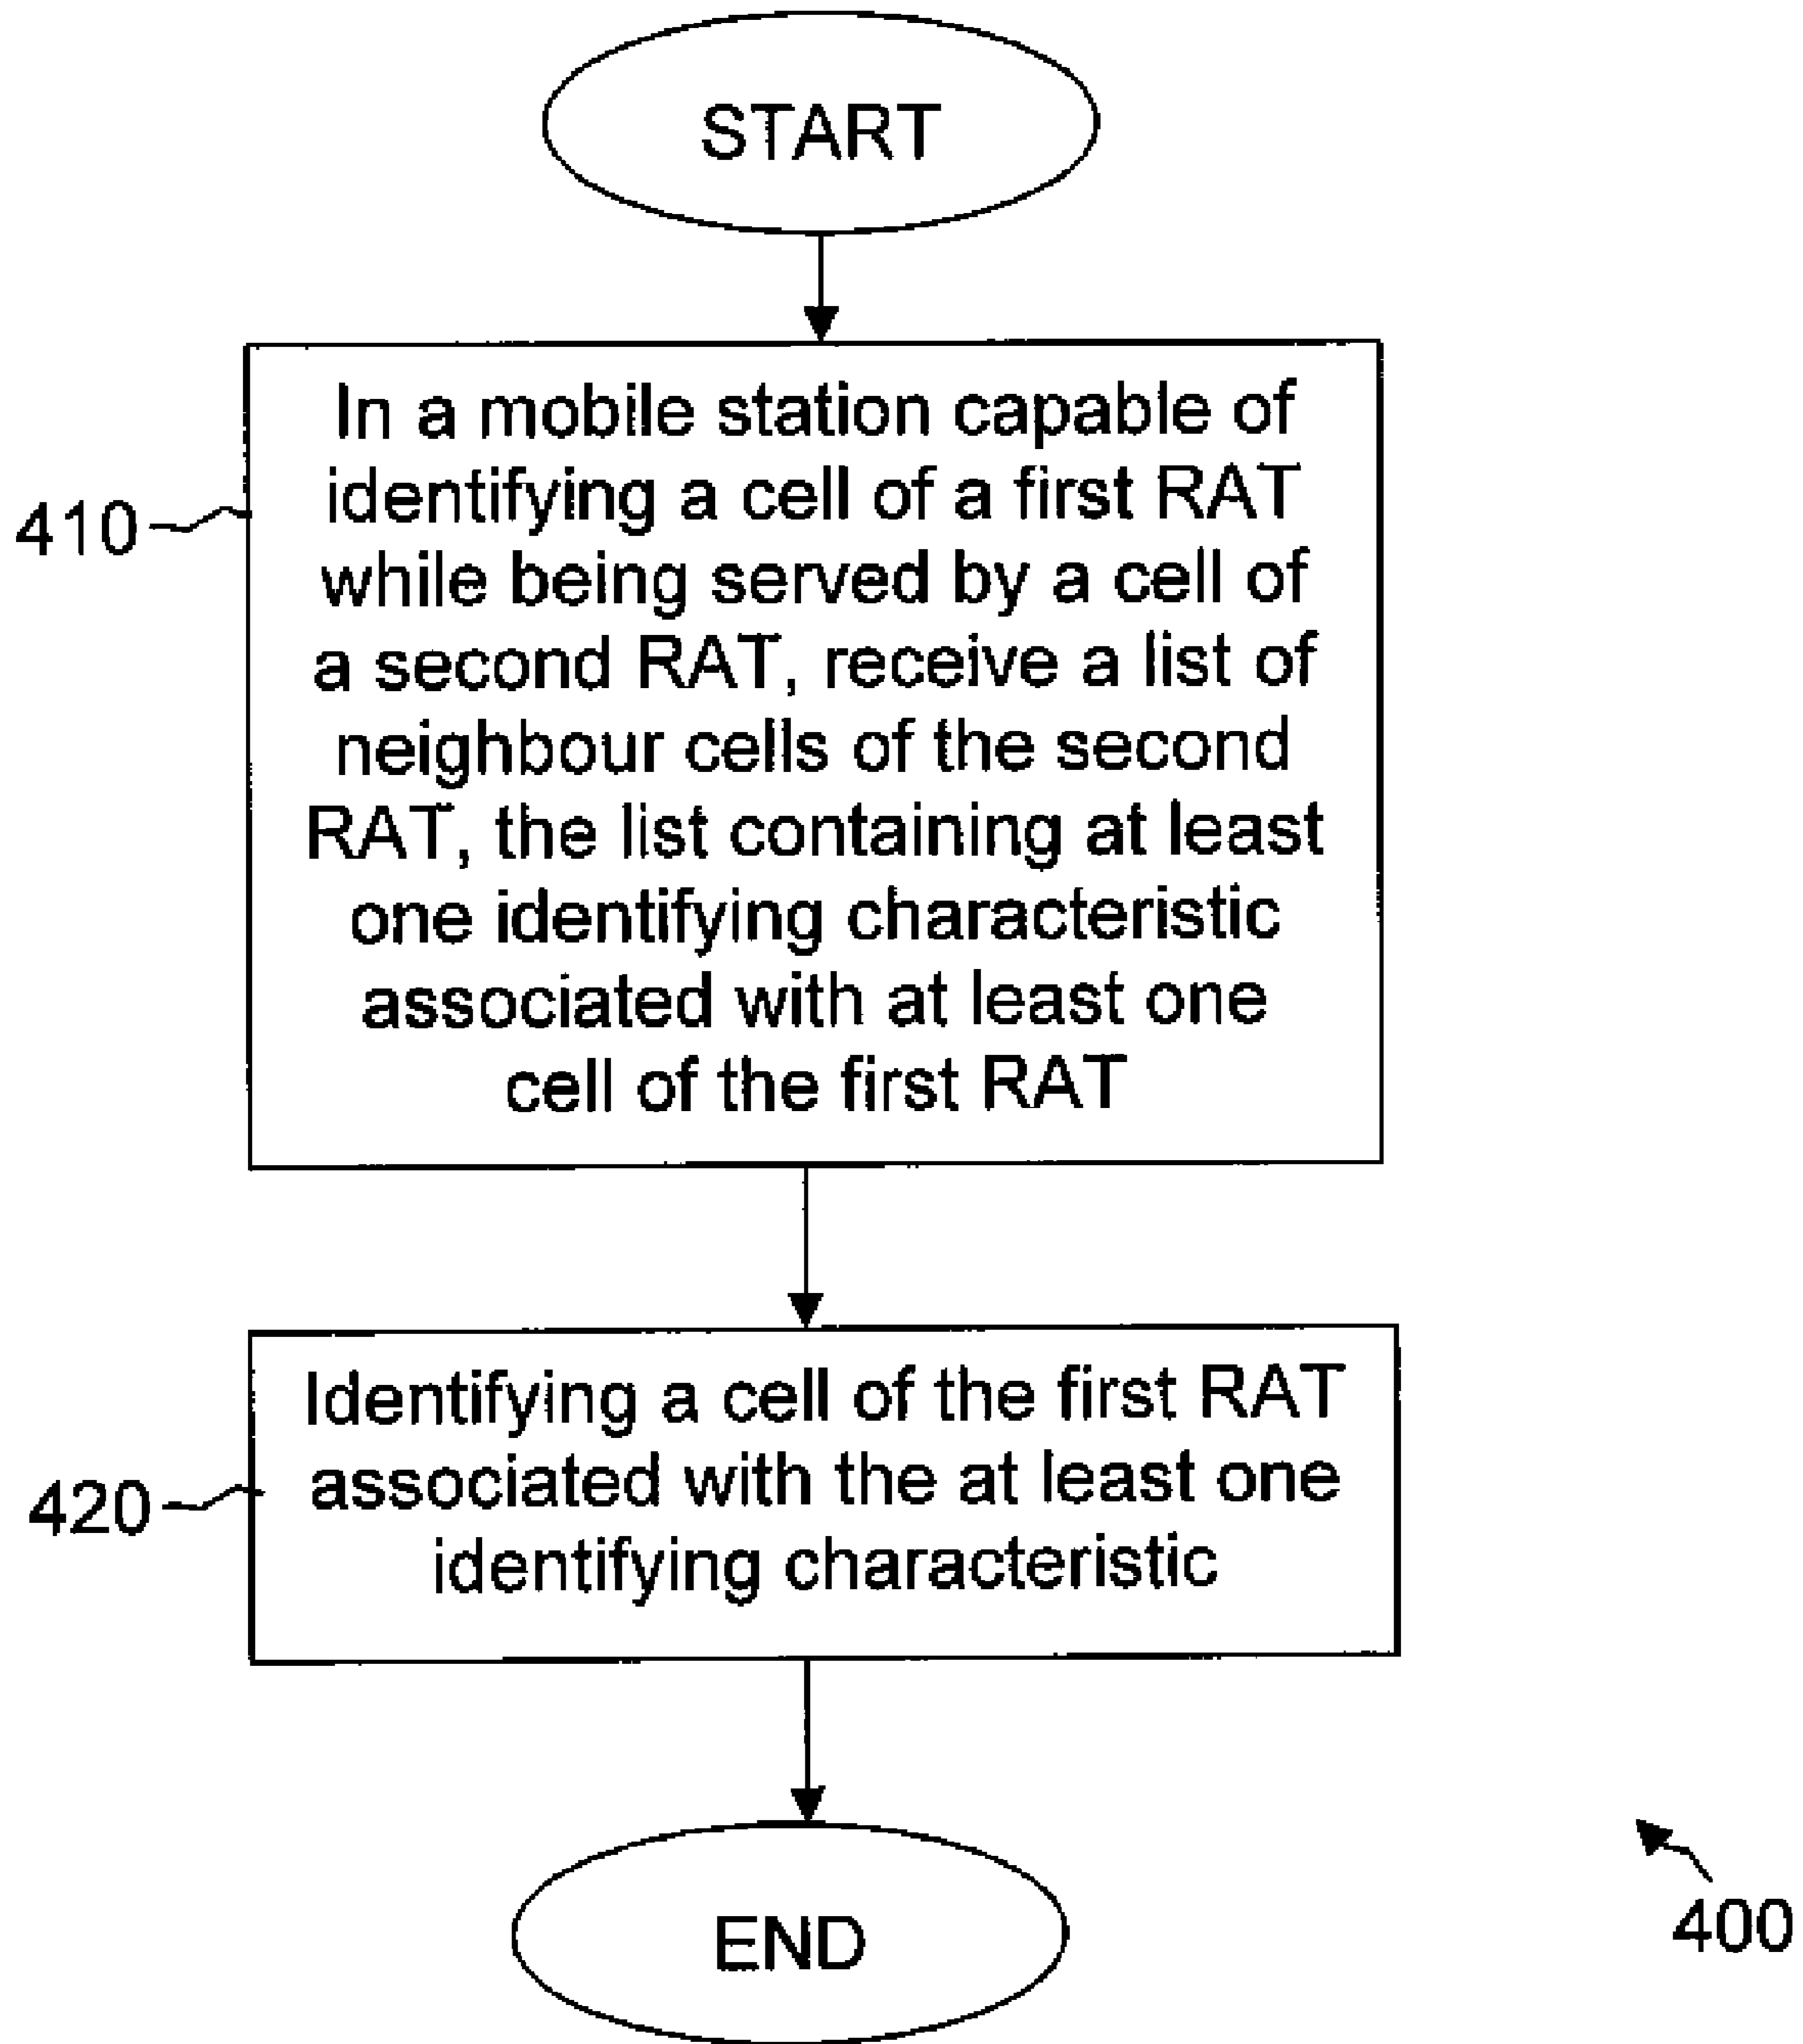 START
In a mobile station capable of
identifying a cell of a first RAT
while being served by a cell of
a second RAT, receive a list of
neighbour cells of the second
RAT, the list containing at least
one identifying characteristic
associated with at least one
cell of the first RAT
410
Identifying a cell of the first RAT
associated with the at least one
identifying characteristic
420
END
400